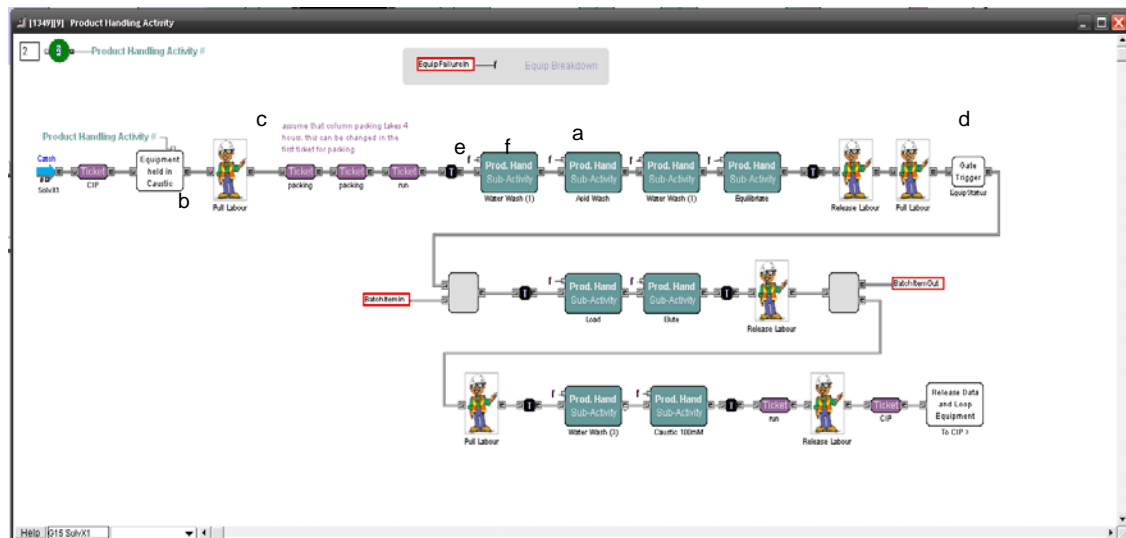 [1349][9] Product Handling Activity
2
Product Handling Activity #
EquipFailureIn
f
Equip Breakdown
c
assume that column packing takes 4
hours. this can be changed in the
first ticket for packing
a
d
Product Handling Activity #
e
f
f
f
f
f
Catch
SolvX1
Ticket
CIP
Equipment
held in
Caustic
b
Pull Labour
Ticket
packing
Ticket
packing
Ticket
run
T
Prod. Hand
Sub-Activity
Water Wash (1)
Prod. Hand
Sub-Activity
Acid Wash
Prod. Hand
Sub-Activity
Water Wash (1)
Prod. Hand
Sub-Activity
Equilibriate
T
Release Labour
Pull Labour
Gate
Trigger
EquipStatus
BatchItemIn
T
f
Prod. Hand
Sub-Activity
Load
f
Prod. Hand
Sub-Activity
Elute
T
Release Labour
BatchItemOut
Pull Labour
T
f
Prod. Hand
Sub-Activity
Water Wash (3)
f
Prod. Hand
Sub-Activity
Caustic 100mM
T
Ticket
run
Release Labour
Ticket
CIP
Release Data
and Loop
Equipment
To CIP >
Help
G15 SolvX1